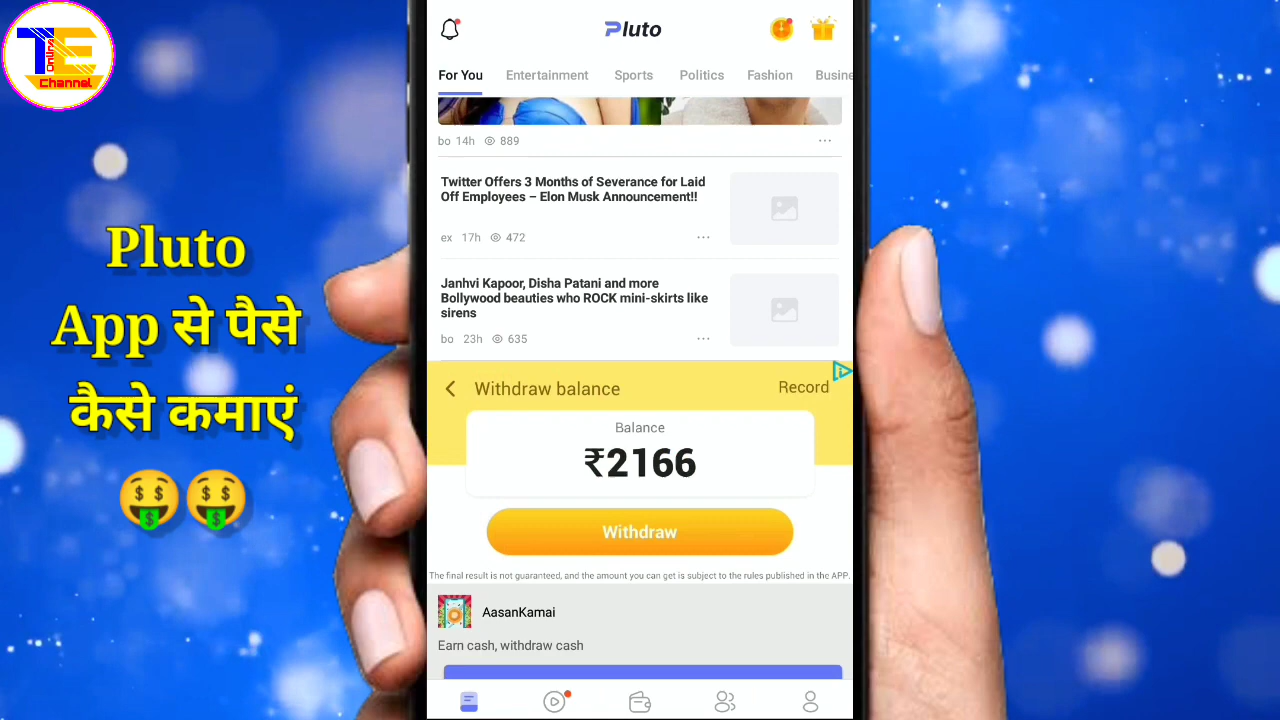 TE
Online
Channel
Pluto
App से पैसे
कैसे कमाएं
Pluto
For You Entertainment Sports Politics Fashion Busine
bo 14h 889
Twitter Offers 3 Months of Severance for Laid
Off Employees – Elon Musk Announcement!!
ex 17h 472
Janhvi Kapoor, Disha Patani and more
Bollywood beauties who ROCK mini-skirts like
sirens
bo 23h 635
Withdraw balance Record
Balance
₹2166
Withdraw
The final result is not guaranteed, and the amount you can get is subject to the rules published in the APP.
AasanKamai
Earn cash, withdraw cash